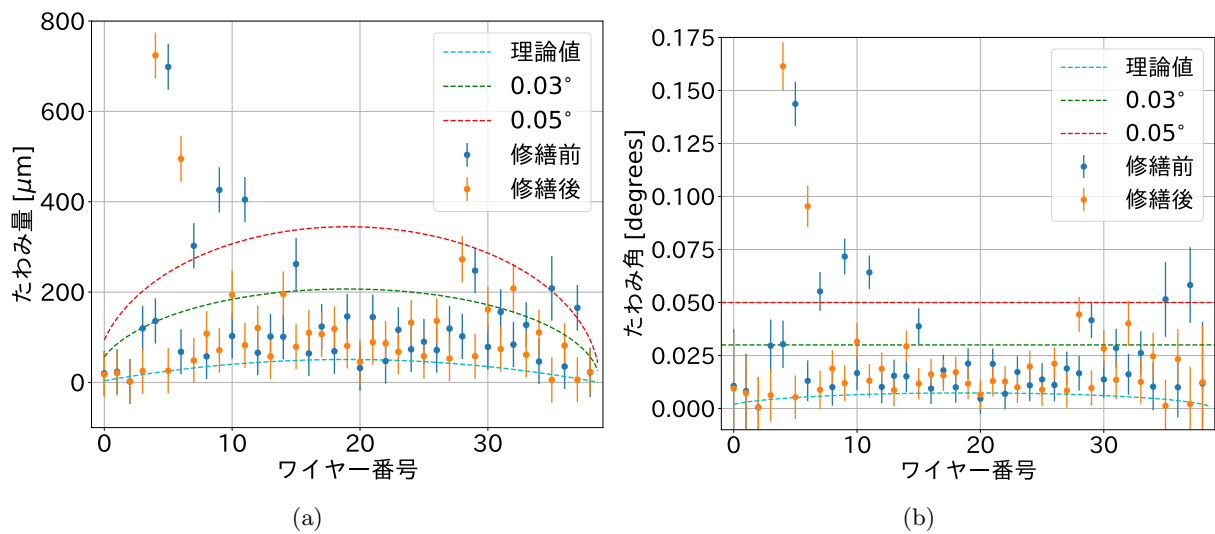 800
600
400
200
0
0
10
20
30
たわみ量 [μm]
ワイヤー番号
理論値
0.03°
0.05°
修繕前
修繕後
(a)
0.175
0.150
0.125
0.100
0.075
0.050
0.025
0.000
0
10
20
30
たわみ角 [degrees]
ワイヤー番号
理論値
0.03°
0.05°
修繕前
修繕後
(b)